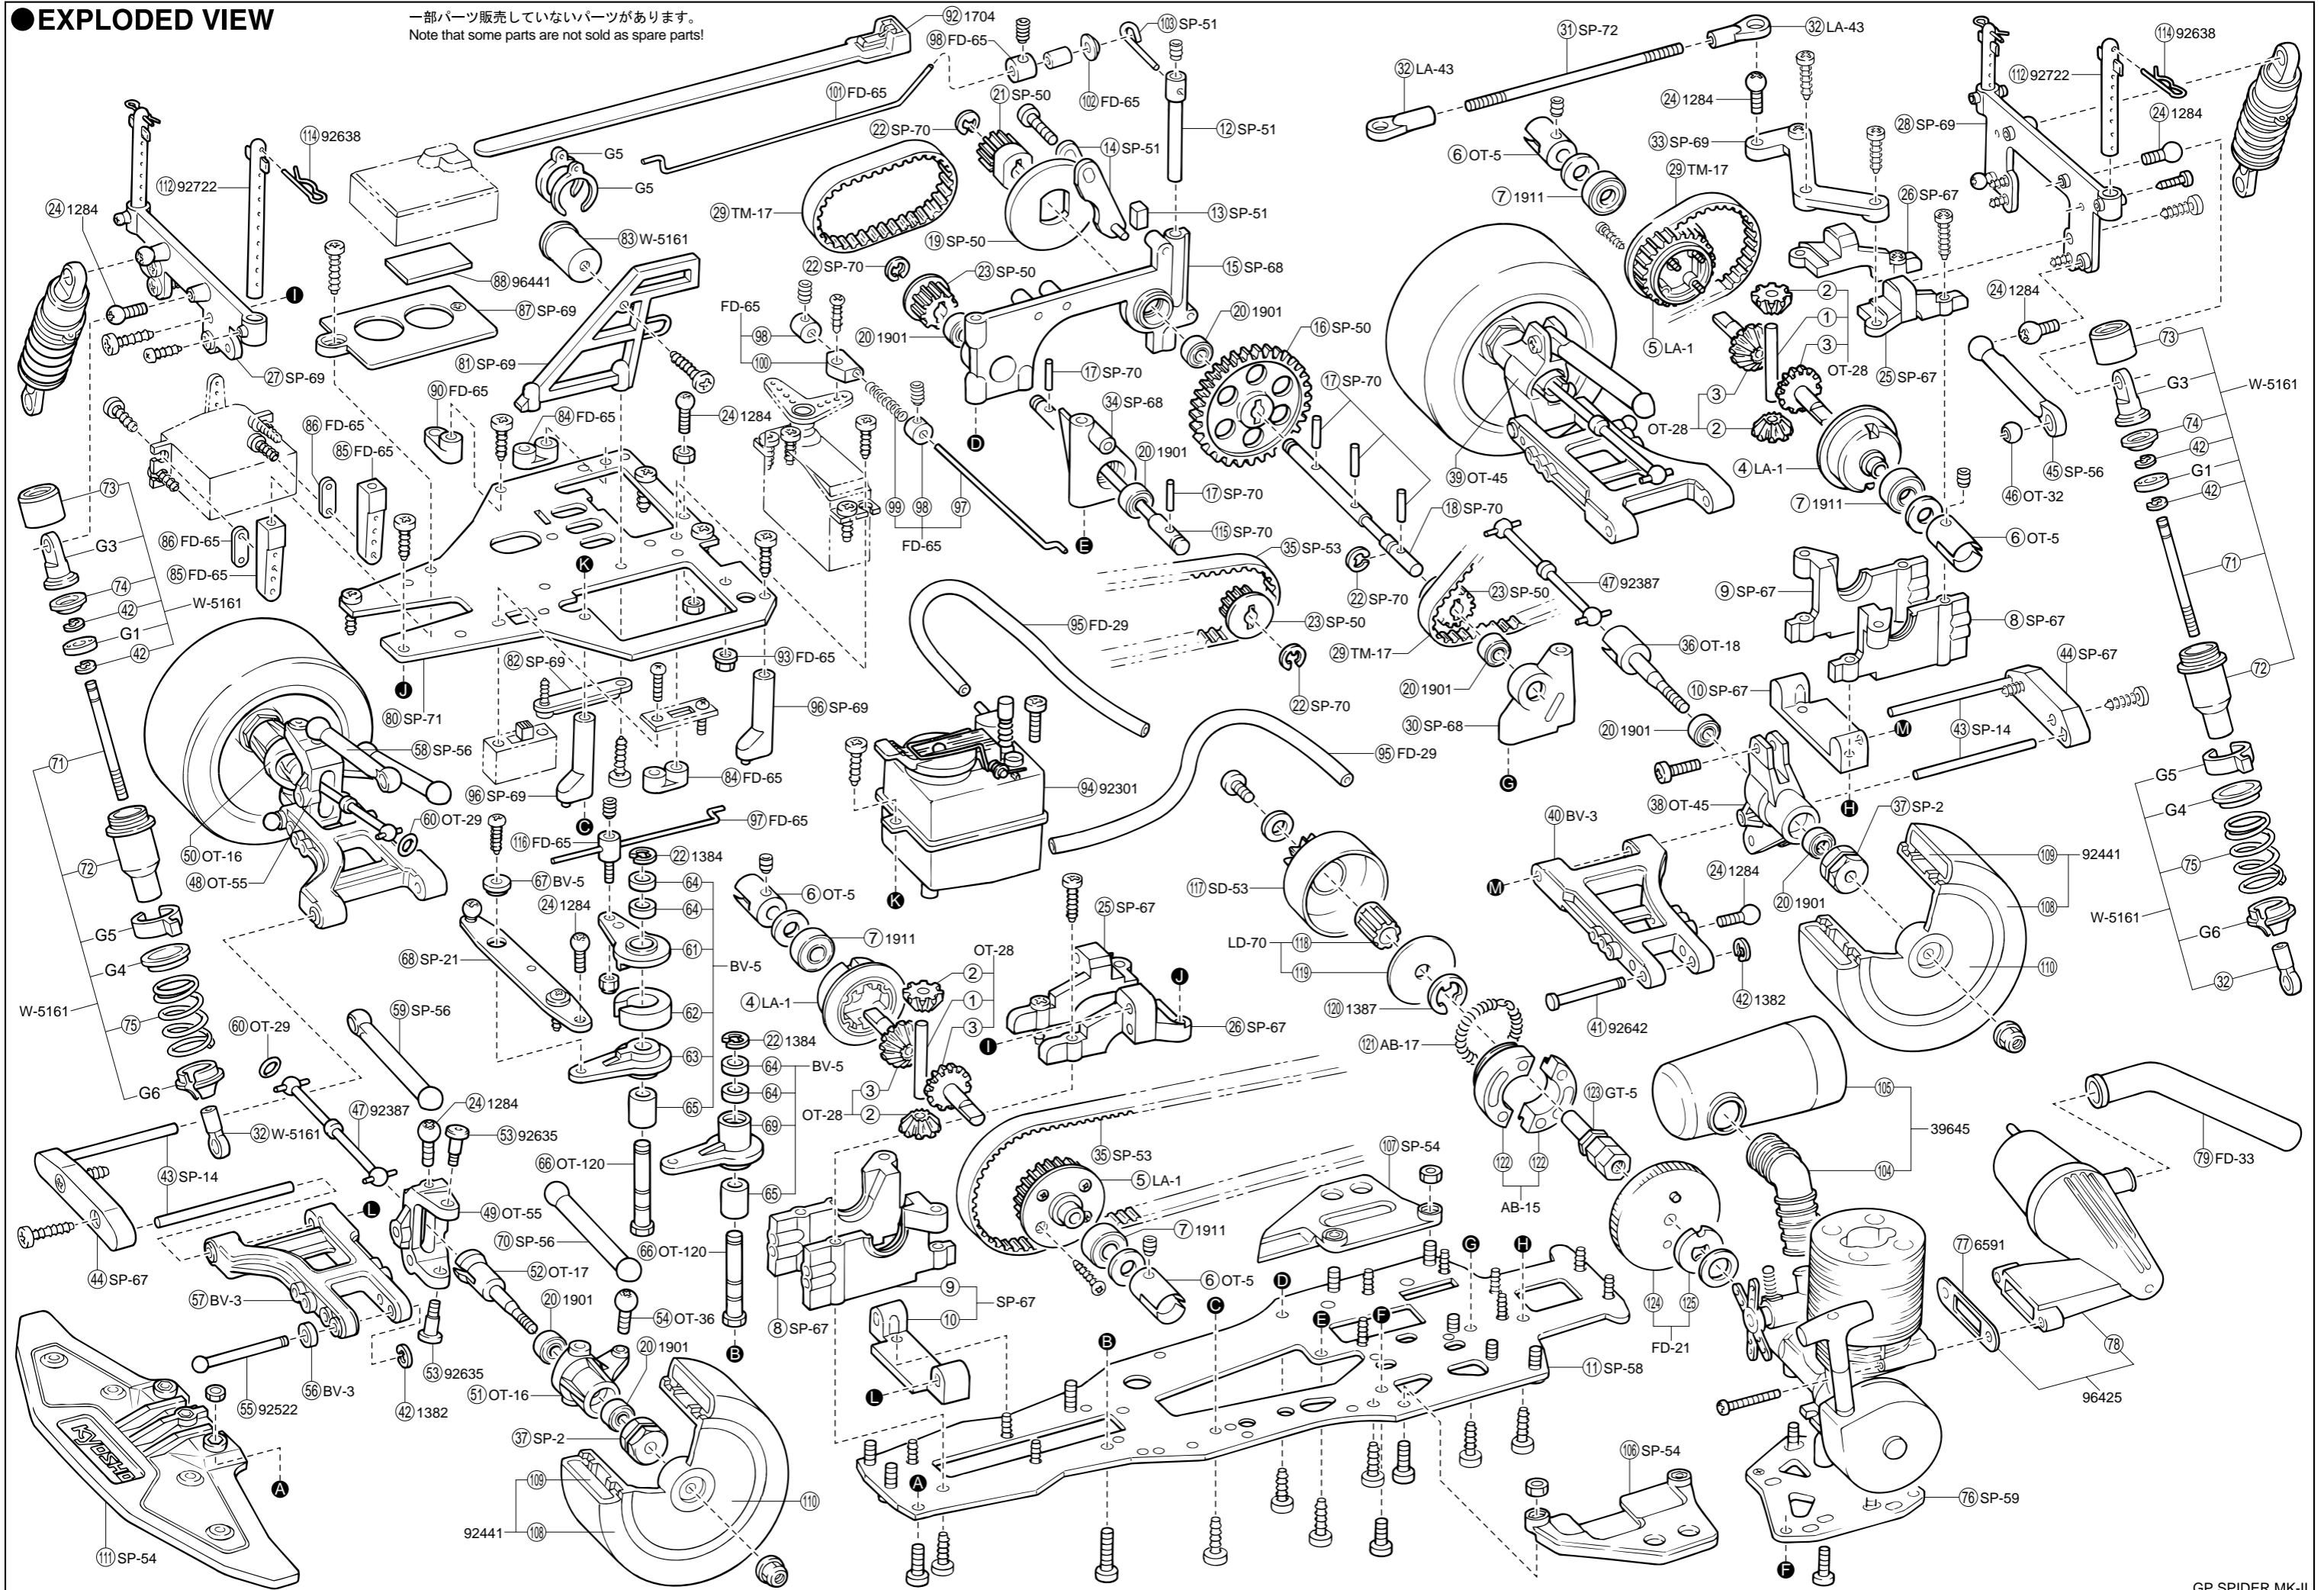 ●EXPLODED VIEW
一部パーツ販売していないパーツがあります。
Note that some parts are not sold as spare parts!
92 1704
98 FD-65
103 SP-51
31 SP-72
32 LA-43
114 92638
112 92722
32 LA-43
101 FD-65
21 SP-50
102 FD-65
24 1284
28 SP-69
24 1284
22 SP-70
12 SP-51
G5
14 SP-51
6 OT-5
33 SP-69
114 92638
29 TM-17
26 SP-67
112 92722
G5
7 1911
24 1284
29 TM-17
13 SP-51
83 W-5161
19 SP-50
15 SP-68
22 SP-70
23 SP-50
88 96441
2
24 1284
I
FD-65
87 SP-69
98
20 1901
20 1901
16 SP-50
1
3
5 LA-1
OT-28
25 SP-67
73
81 SP-69
100
27 SP-69
17 SP-70
17 SP-70
3
G3
W-5161
90 FD-65
84 FD-65
24 1284
34 SP-68
OT-28
2
74
86 FD-65
D
42
85 FD-65
20 1901
39 OT-45
4 LA-1
45 SP-56
G1
73
99
98
97
17 SP-70
46 OT-32
42
7 1911
86 FD-65
FD-65
115 SP-70
18 SP-70
G3
E
6 OT-5
85 FD-65
K
35 SP-53
71
74
22 SP-70
47 92387
9 SP-67
42
W-5161
23 SP-50
8 SP-67
G1
95 FD-29
23 SP-50
36 OT-18
42
82 SP-69
93 FD-65
29 TM-17
44 SP-67
72
J
22 SP-70
20 1901
10 SP-67
80 SP-71
96 SP-69
30 SP-68
20 1901
M
43 SP-14
58 SP-56
95 FD-29
71
84 FD-65
G
G5
96 SP-69
94 92301
38 OT-45
H
G4
60 OT-29
C
97 FD-65
40 BV-3
37 SP-2
50 OT-16
116 FD-65
22 1384
109 92441
75
72
48 OT-55
67 BV-5
64
6 OT-5
K
117 SD-53
M
24 1284
108
24 1284
64
25 SP-67
20 1901
W-5161
G5
7 1911
LD-70
118
G6
61
OT-28
68 SP-21
BV-5
119
110
G4
2
J
4 LA-1
42 1382
32
W-5161
59 SP-56
62
1
120 1387
75
60 OT-29
22 1384
3
26 SP-67
41 92642
I
121 AB-17
63
64 BV-5
105
G6
3
64
123 GT-5
65
OT-28
2
47 92387
24 1284
39645
69
32 W-5161
53 92635
35 SP-53
107 SP-54
43 SP-14
66 OT-120
122
122
104
79 FD-33
5 LA-1
65
AB-15
49 OT-55
L
7 1911
70 SP-56
66 OT-120
G
H
77 6591
44 SP-67
52 OT-17
6 OT-5
D
57 BV-3
20 1901
9
SP-67
C
E
F
10
124
125
54 OT-36
8 SP-67
B
FD-21
78
B
20 1901
11 SP-58
53 92635
56 BV-3
51 OT-16
L
96425
55 92522
42 1382
37 SP-2
KYOSHO
A
A
106 SP-54
109
110
76 SP-59
92441
108
111 SP-54
F
GP SPIDER MK-II